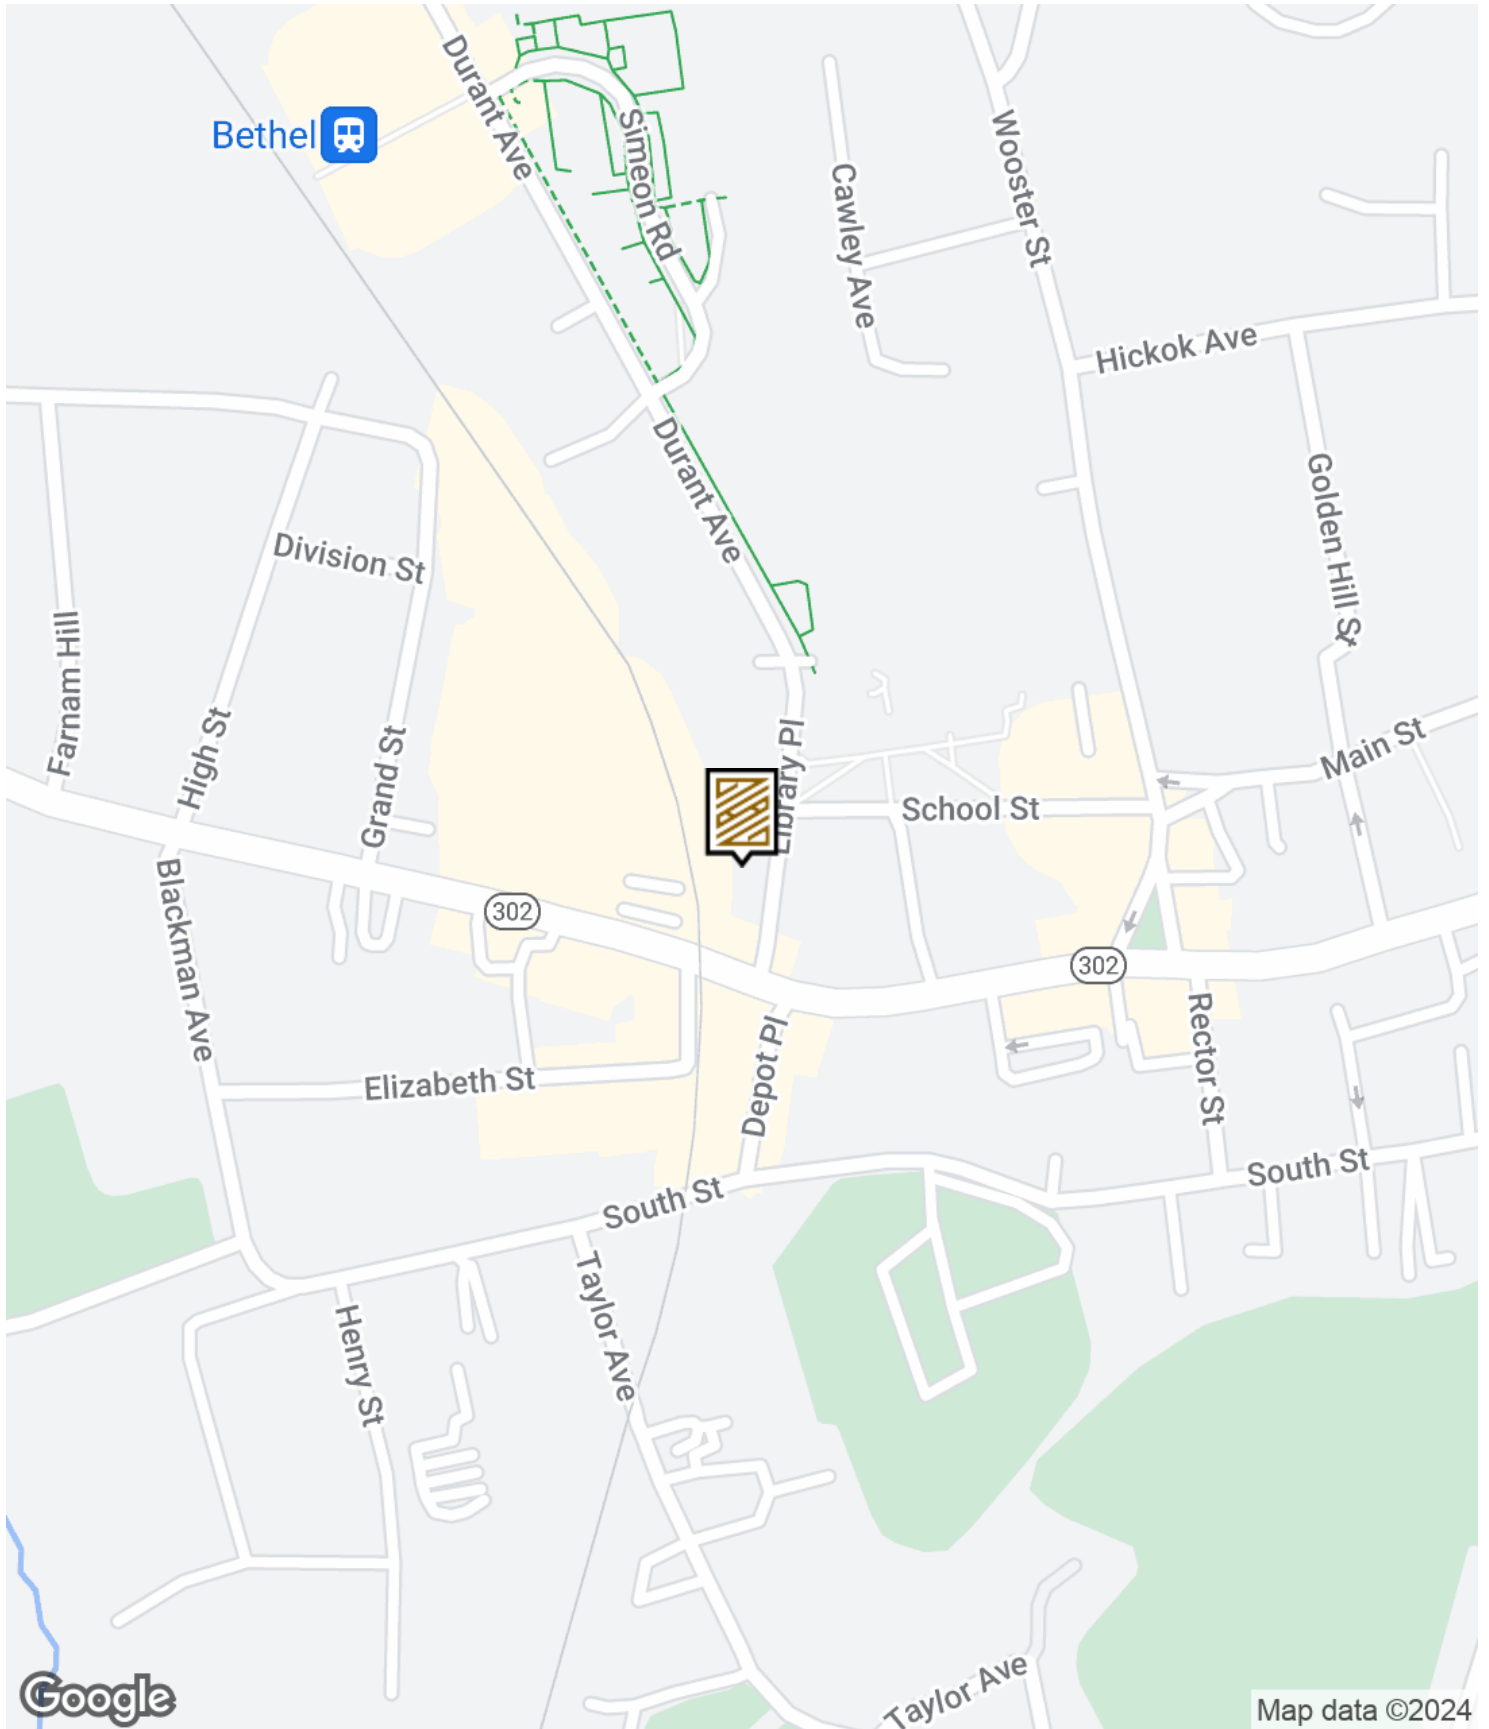 Durant Ave
Bethel
Simeon Rd
Wooster St
Cawley Ave
Hickok Ave
Durant Ave
Golden Hill St
Division St
Farnam Hill
High St
Grand St
Library Pl
Main St
School St
Blackman Ave
302
302
Rector St
Depot Pl
Elizabeth St
South St
South St
Taylor Ave
Henry St
Taylor Ave
Google
Map data ©2024